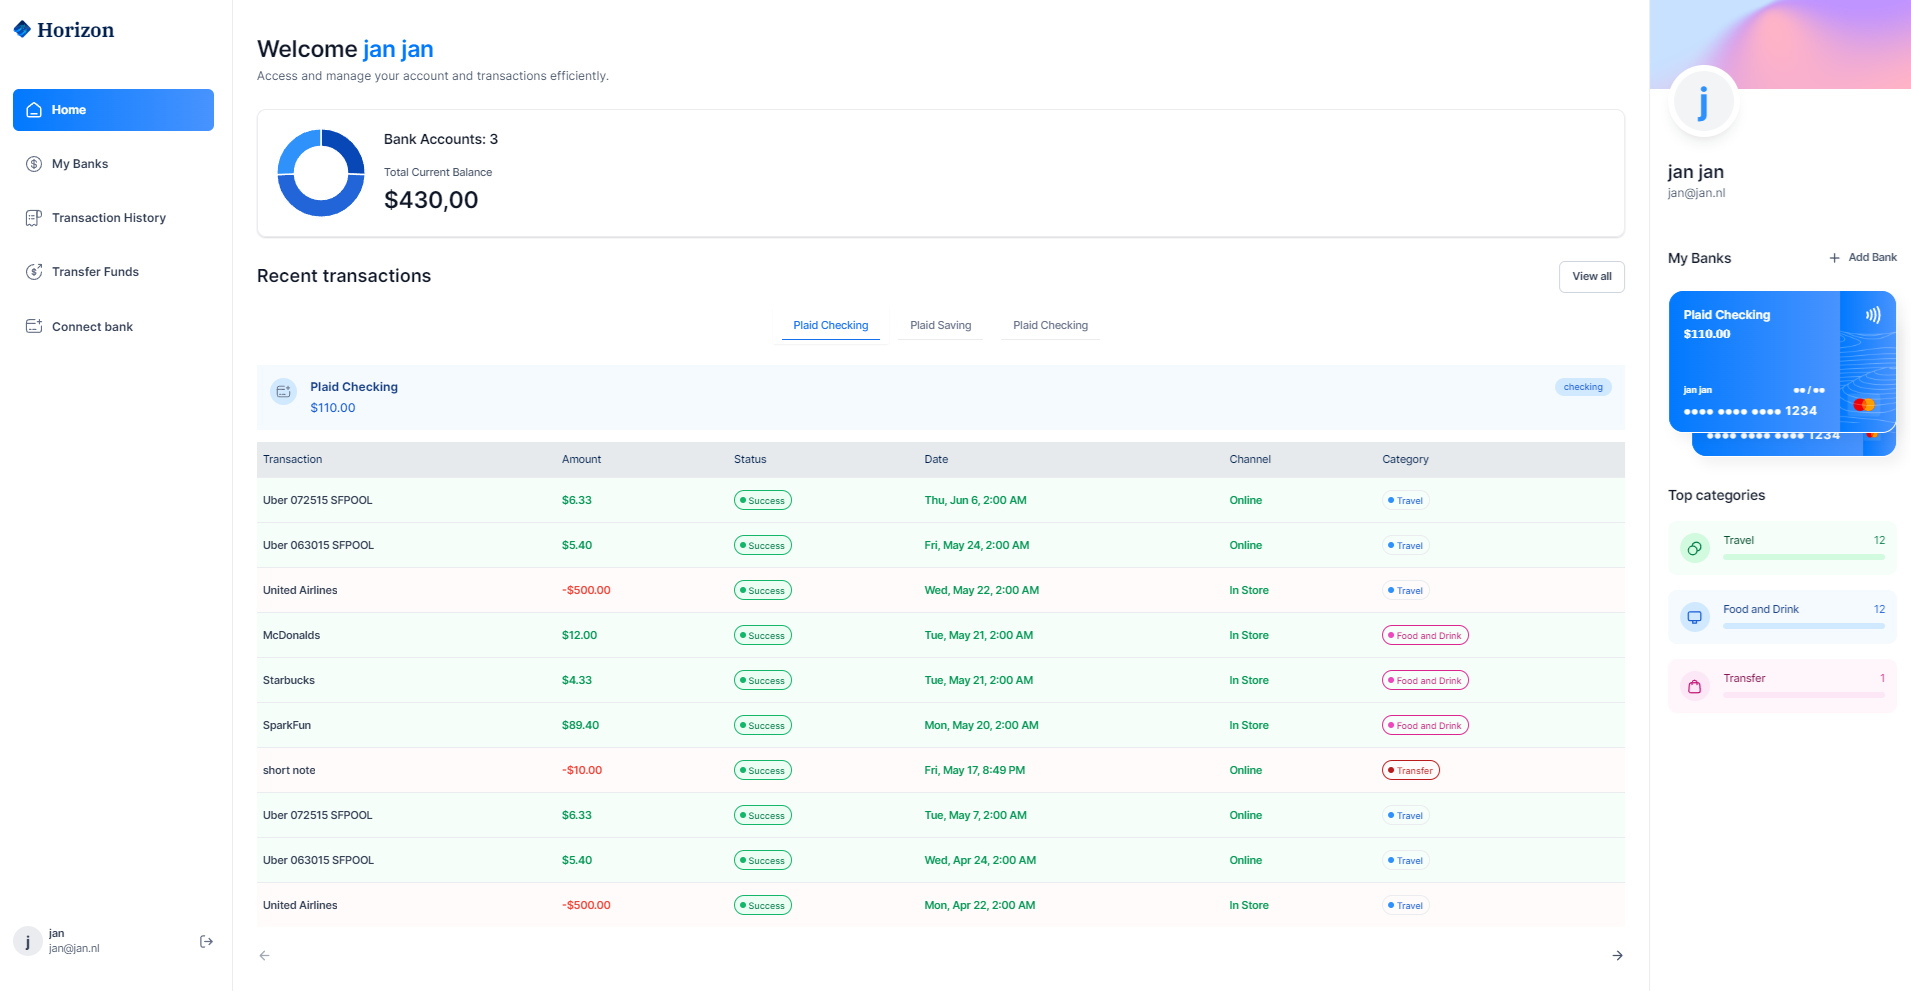 Horizon
Home
My Banks
Transaction History
Transfer Funds
Connect bank
j
jan
jan@jan.nl
Welcome jan jan
Access and manage your account and transactions efficiently.
Bank Accounts: 3
Total Current Balance
$430,00
Recent transactions
View all
Plaid Checking Plaid Saving Plaid Checking
Plaid Checking
$110.00
checking
Transaction Amount Status Date Channel Category
Uber 072515 SFPOOL $6.33 Success Thu, Jun 6, 2:00 AM Online Travel
Uber 063015 SFPOOL $5.40 Success Fri, May 24, 2:00 AM Online Travel
United Airlines -$500.00 Success Wed, May 22, 2:00 AM In Store Travel
McDonalds $12.00 Success Tue, May 21, 2:00 AM In Store Food and Drink
Starbucks $4.33 Success Tue, May 21, 2:00 AM In Store Food and Drink
SparkFun $89.40 Success Mon, May 20, 2:00 AM In Store Food and Drink
short note -$10.00 Success Fri, May 17, 8:49 PM Online Transfer
Uber 072515 SFPOOL $6.33 Success Tue, May 7, 2:00 AM Online Travel
Uber 063015 SFPOOL $5.40 Success Wed, Apr 24, 2:00 AM Online Travel
United Airlines -$500.00 Success Mon, Apr 22, 2:00 AM In Store Travel
j
jan jan
jan@jan.nl
My Banks
+ Add Bank
Plaid Checking
$110.00
jan jan ●● / ●●
●●●● ●●●● ●●●● 1234
●●●● ●●●● ●●●● 1234
Top categories
Travel 12
Food and Drink 12
Transfer 1